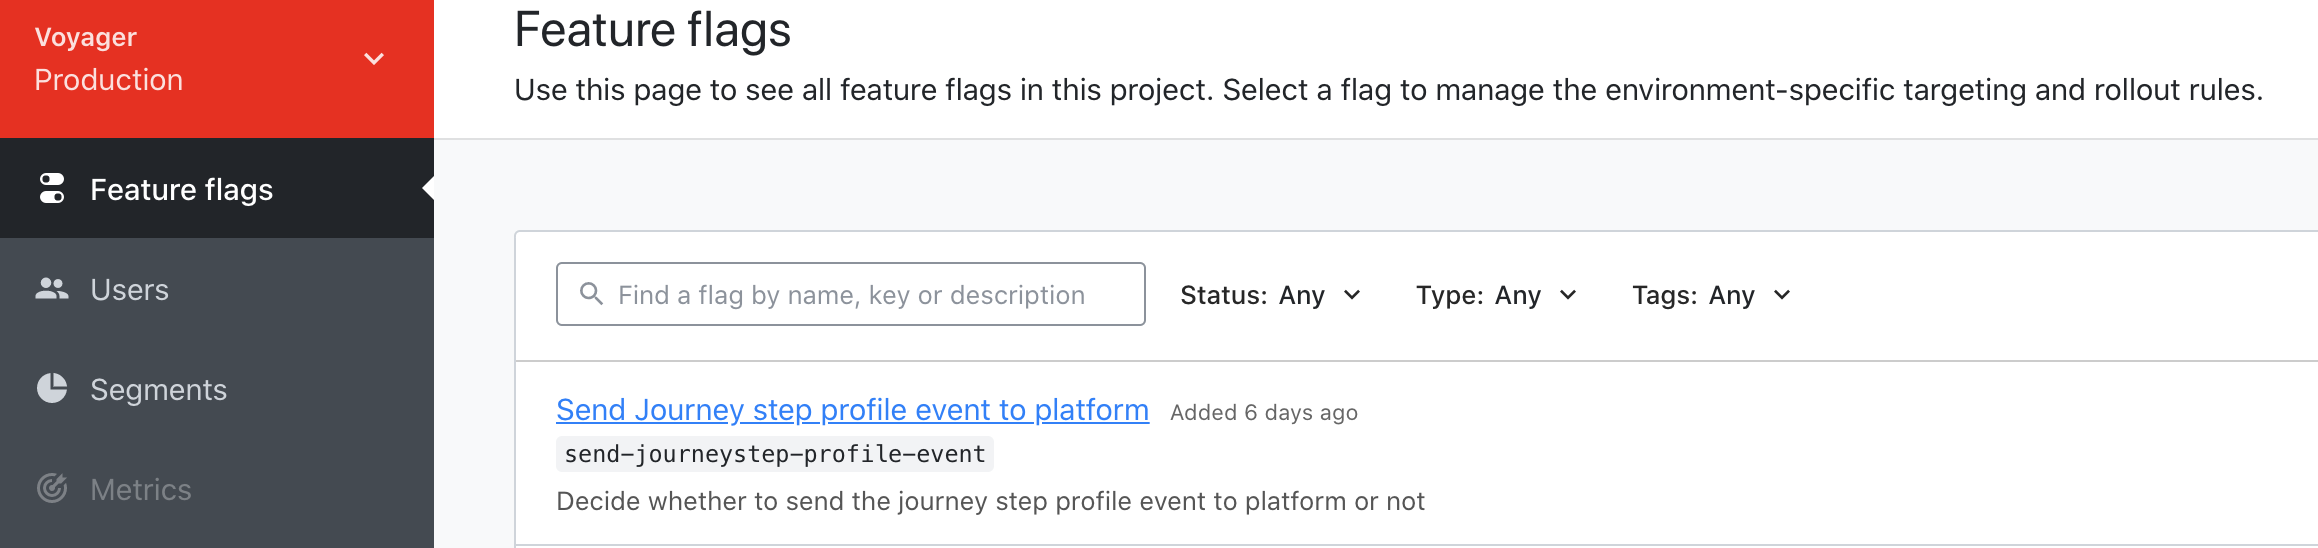 Voyager
Production
Feature flags
Users
Segments
Metrics
Feature flags
Use this page to see all feature flags in this project. Select a flag to manage the environment-specific targeting and rollout rules.
Find a flag by name, key or description
Status: Any
Type: Any
Tags: Any
Send Journey step profile event to platform Added 6 days ago
send-journeystep-profile-event
Decide whether to send the journey step profile event to platform or not